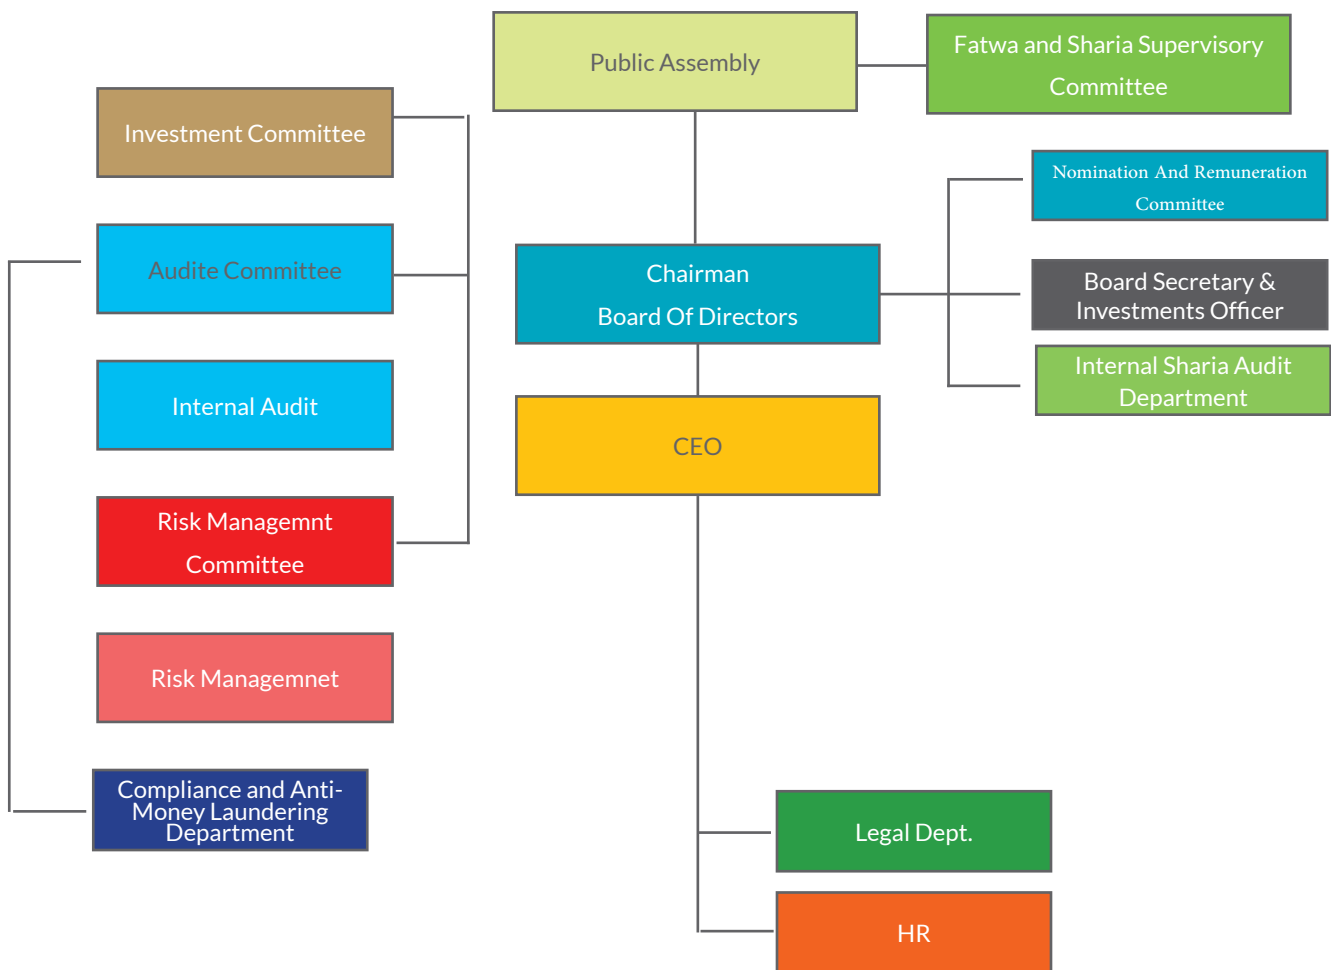 Public Assembly
Fatwa and Sharia Supervisory
Committee
Investment Committee
Nomination And Remuneration
Committee
Audite Committee
Chairman
Board Of Directors
Board Secretary &
Investments Officer
Internal Sharia Audit
Department
Internal Audit
CEO
Risk Managemnt
Committee
Risk Managemnet
Compliance and Anti-
Money Laundering
Department
Legal Dept.
HR